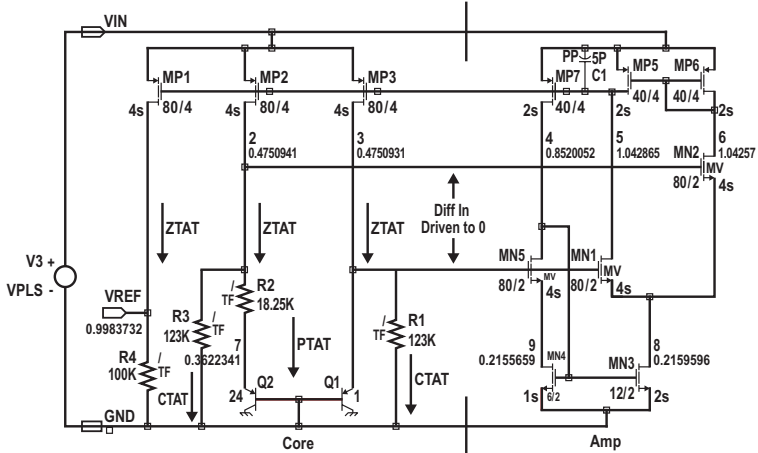 VIN
PP 5P
C1
MP1
MP2
MP3
MP7
MP5
MP6
80/4
80/4
80/4
40/4
40/4
40/4
4s
4s
4s
2s
2s
2s
2
0.4750941
3
0.4750931
4
0.8520052
5
1.042865
6
1.04257
MN2
MV
80/2
4s
Diff In
Driven to 0
ZTAT
ZTAT
ZTAT
V3 +
VPLS -
MN5
MN1
MV
MV
80/2
80/2
4s
4s
VREF
0.9983732
R3
123K
TF
R2
18.25K
TF
R1
123K
TF
7
0.3622341
PTAT
9
0.2155659
8
0.2159596
R4
100K
TF
CTAT
CTAT
Q2
Q1
24
1
MN4
6/2
1s
MN3
12/2
2s
GND
Core
Amp